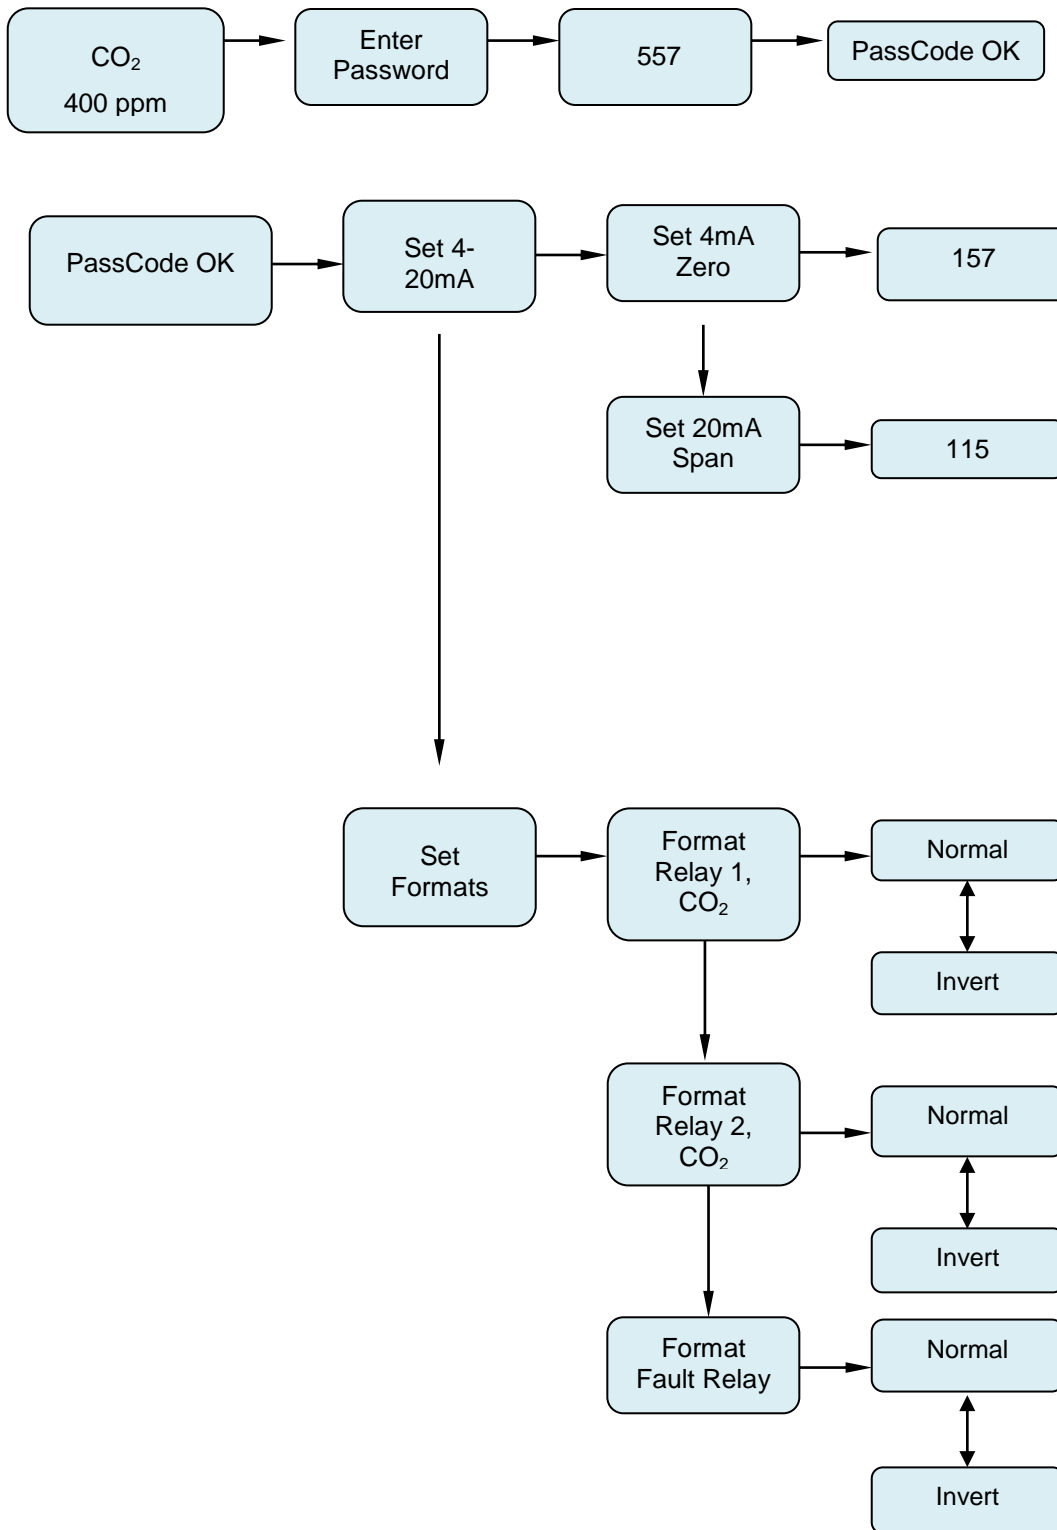 CO₂
400 ppm
Enter
Password
557
PassCode OK
PassCode OK
Set 4-
20mA
Set 4mA
Zero
157
Set 20mA
Span
115
Set
Formats
Format
Relay 1,
CO₂
Normal
Invert
Format
Relay 2,
CO₂
Normal
Invert
Format
Fault Relay
Normal
Invert